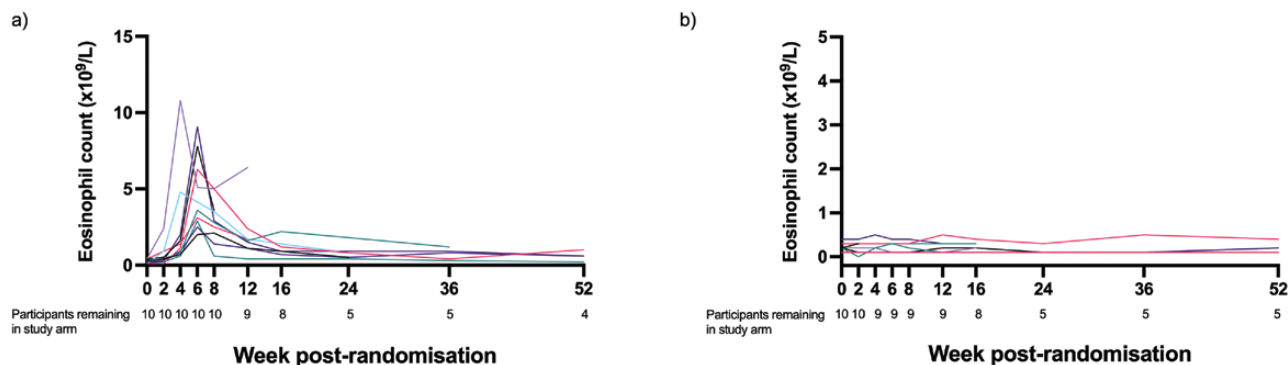 a)
Eosinophil count (x10⁹/L)
15
10
5
0
0 2 4 6 8 12 16 24 36 52
Participants remaining
in study arm
10 10 10 10 10 9 8 5 5 4
Week post-randomisation
b)
Eosinophil count (x10⁹/L)
5
4
3
2
1
0
0 2 4 6 8 12 16 24 36 52
Participants remaining
in study arm
10 10 9 9 9 9 8 5 5 5
Week post-randomisation